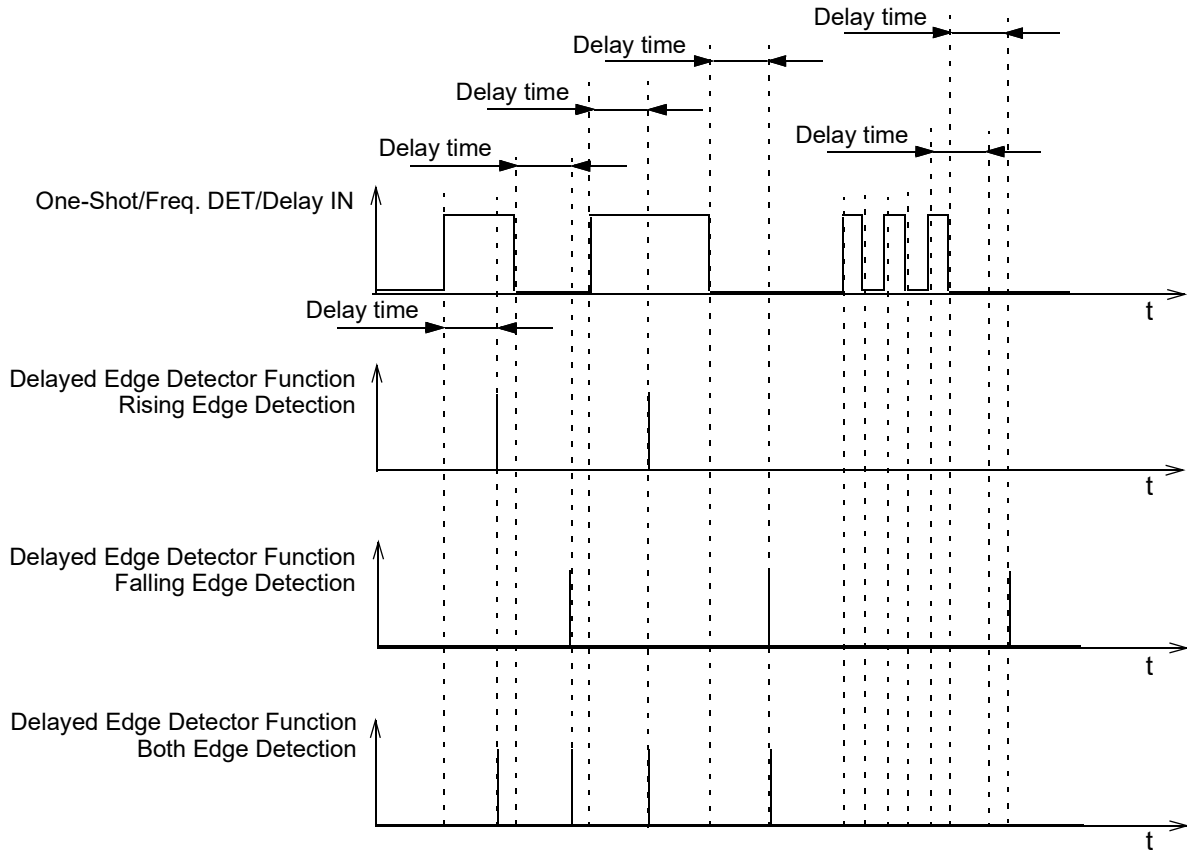 Delay time
Delay time
Delay time
Delay time
Delay time
One-Shot/Freq. DET/Delay IN
t
Delay time
Delayed Edge Detector Function
Rising Edge Detection
t
Delayed Edge Detector Function
Falling Edge Detection
t
Delayed Edge Detector Function
Both Edge Detection
t